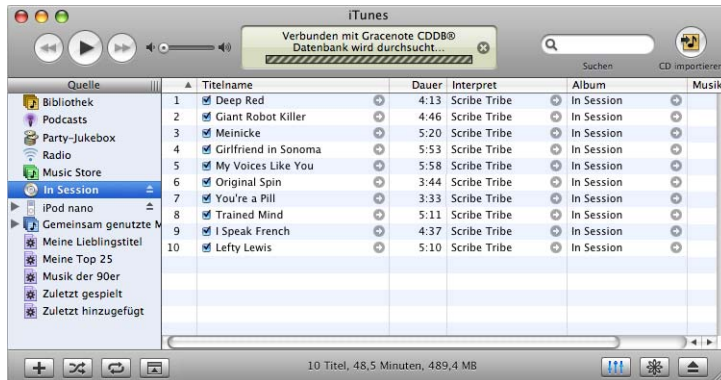 iTunes
Verbunden mit Gracenote CDDB®
Datenbank wird durchsucht...
Suchen
CD importieren
Quelle
Bibliothek
Podcasts
Party-Jukebox
Radio
Music Store
In Session
iPod nano
Gemeinsam genutzte M
Meine Lieblingstitel
Meine Top 25
Musik der 90er
Zuletzt gespielt
Zuletzt hinzugefügt
Titelname Dauer Interpret Album Musik
1 Deep Red 4:13 Scribe Tribe In Session
2 Giant Robot Killer 4:46 Scribe Tribe In Session
3 Meinicke 5:20 Scribe Tribe In Session
4 Girlfriend in Sonoma 5:53 Scribe Tribe In Session
5 My Voices Like You 5:58 Scribe Tribe In Session
6 Original Spin 3:44 Scribe Tribe In Session
7 You're a Pill 3:33 Scribe Tribe In Session
8 Trained Mind 5:11 Scribe Tribe In Session
9 I Speak French 4:37 Scribe Tribe In Session
10 Lefty Lewis 5:10 Scribe Tribe In Session
10 Titel, 48,5 Minuten, 489,4 MB